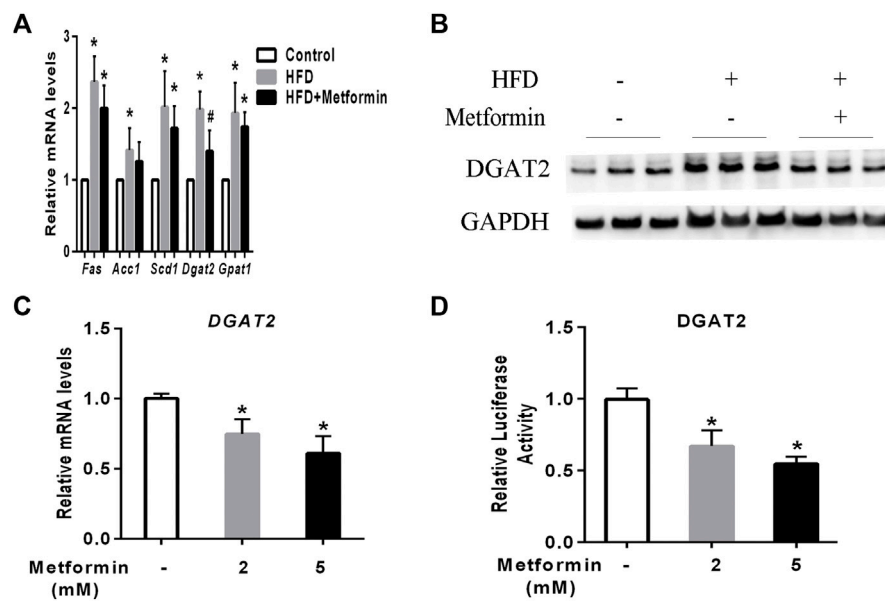 A
3
2
1
0
Relative mRNA levels
* * * * * * # * *
Control
HFD
HFD+Metformin
Fas Acc1 Scd1 Dgat2 Gpat1
B
HFD - + +
Metformin - - +
DGAT2
GAPDH
C
DGAT2
1.5
1.0
0.5
0.0
Relative mRNA levels
* *
Metformin - 2 5
(mM)
D
DGAT2
1.5
1.0
0.5
0.0
Relative Luciferase
Activity
* *
Metformin - 2 5
(mM)